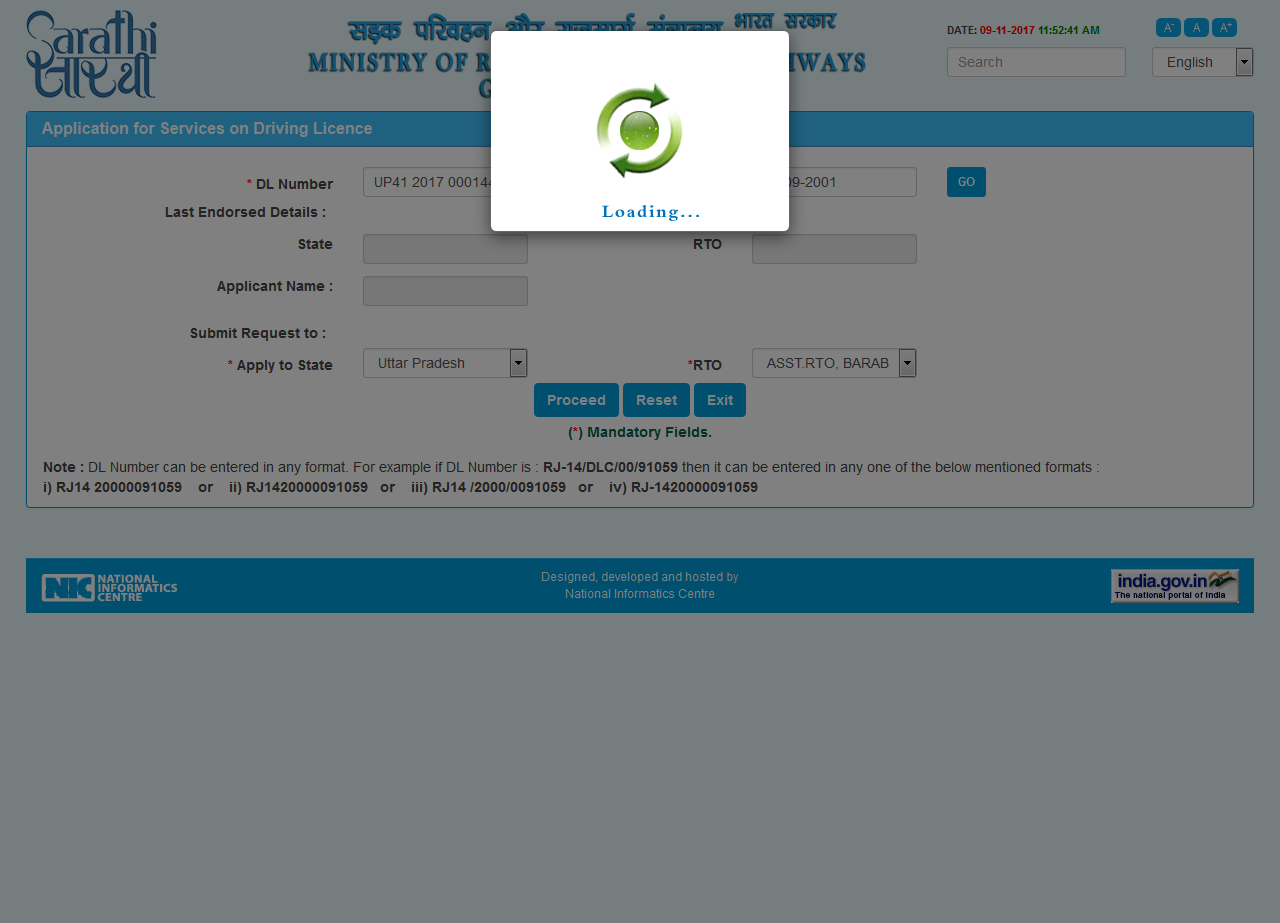 Sarathi
सारथी
सड़क परिवहन और राजमार्ग मंत्रालय भारत सरकार
MINISTRY OF R HWAYS
G
DATE: 09-11-2017 11:52:41 AM
A- A A+
Search
English
Application for Services on Driving Licence
* DL Number UP41 2017 00014 09-2001 GO
Last Endorsed Details :
State RTO
Applicant Name :
Submit Request to :
* Apply to State Uttar Pradesh *RTO ASST.RTO, BARAB
Proceed Reset Exit
(*) Mandatory Fields.
Note : DL Number can be entered in any format. For example if DL Number is : RJ-14/DLC/00/91059 then it can be entered in any one of the below mentioned formats :
i) RJ14 20000091059 or ii) RJ1420000091059 or iii) RJ14 /2000/0091059 or iv) RJ-1420000091059
Loading...
NIC NATIONAL
INFORMATICS
CENTRE
Designed, developed and hosted by
National Informatics Centre
india.gov.in
The national portal of India